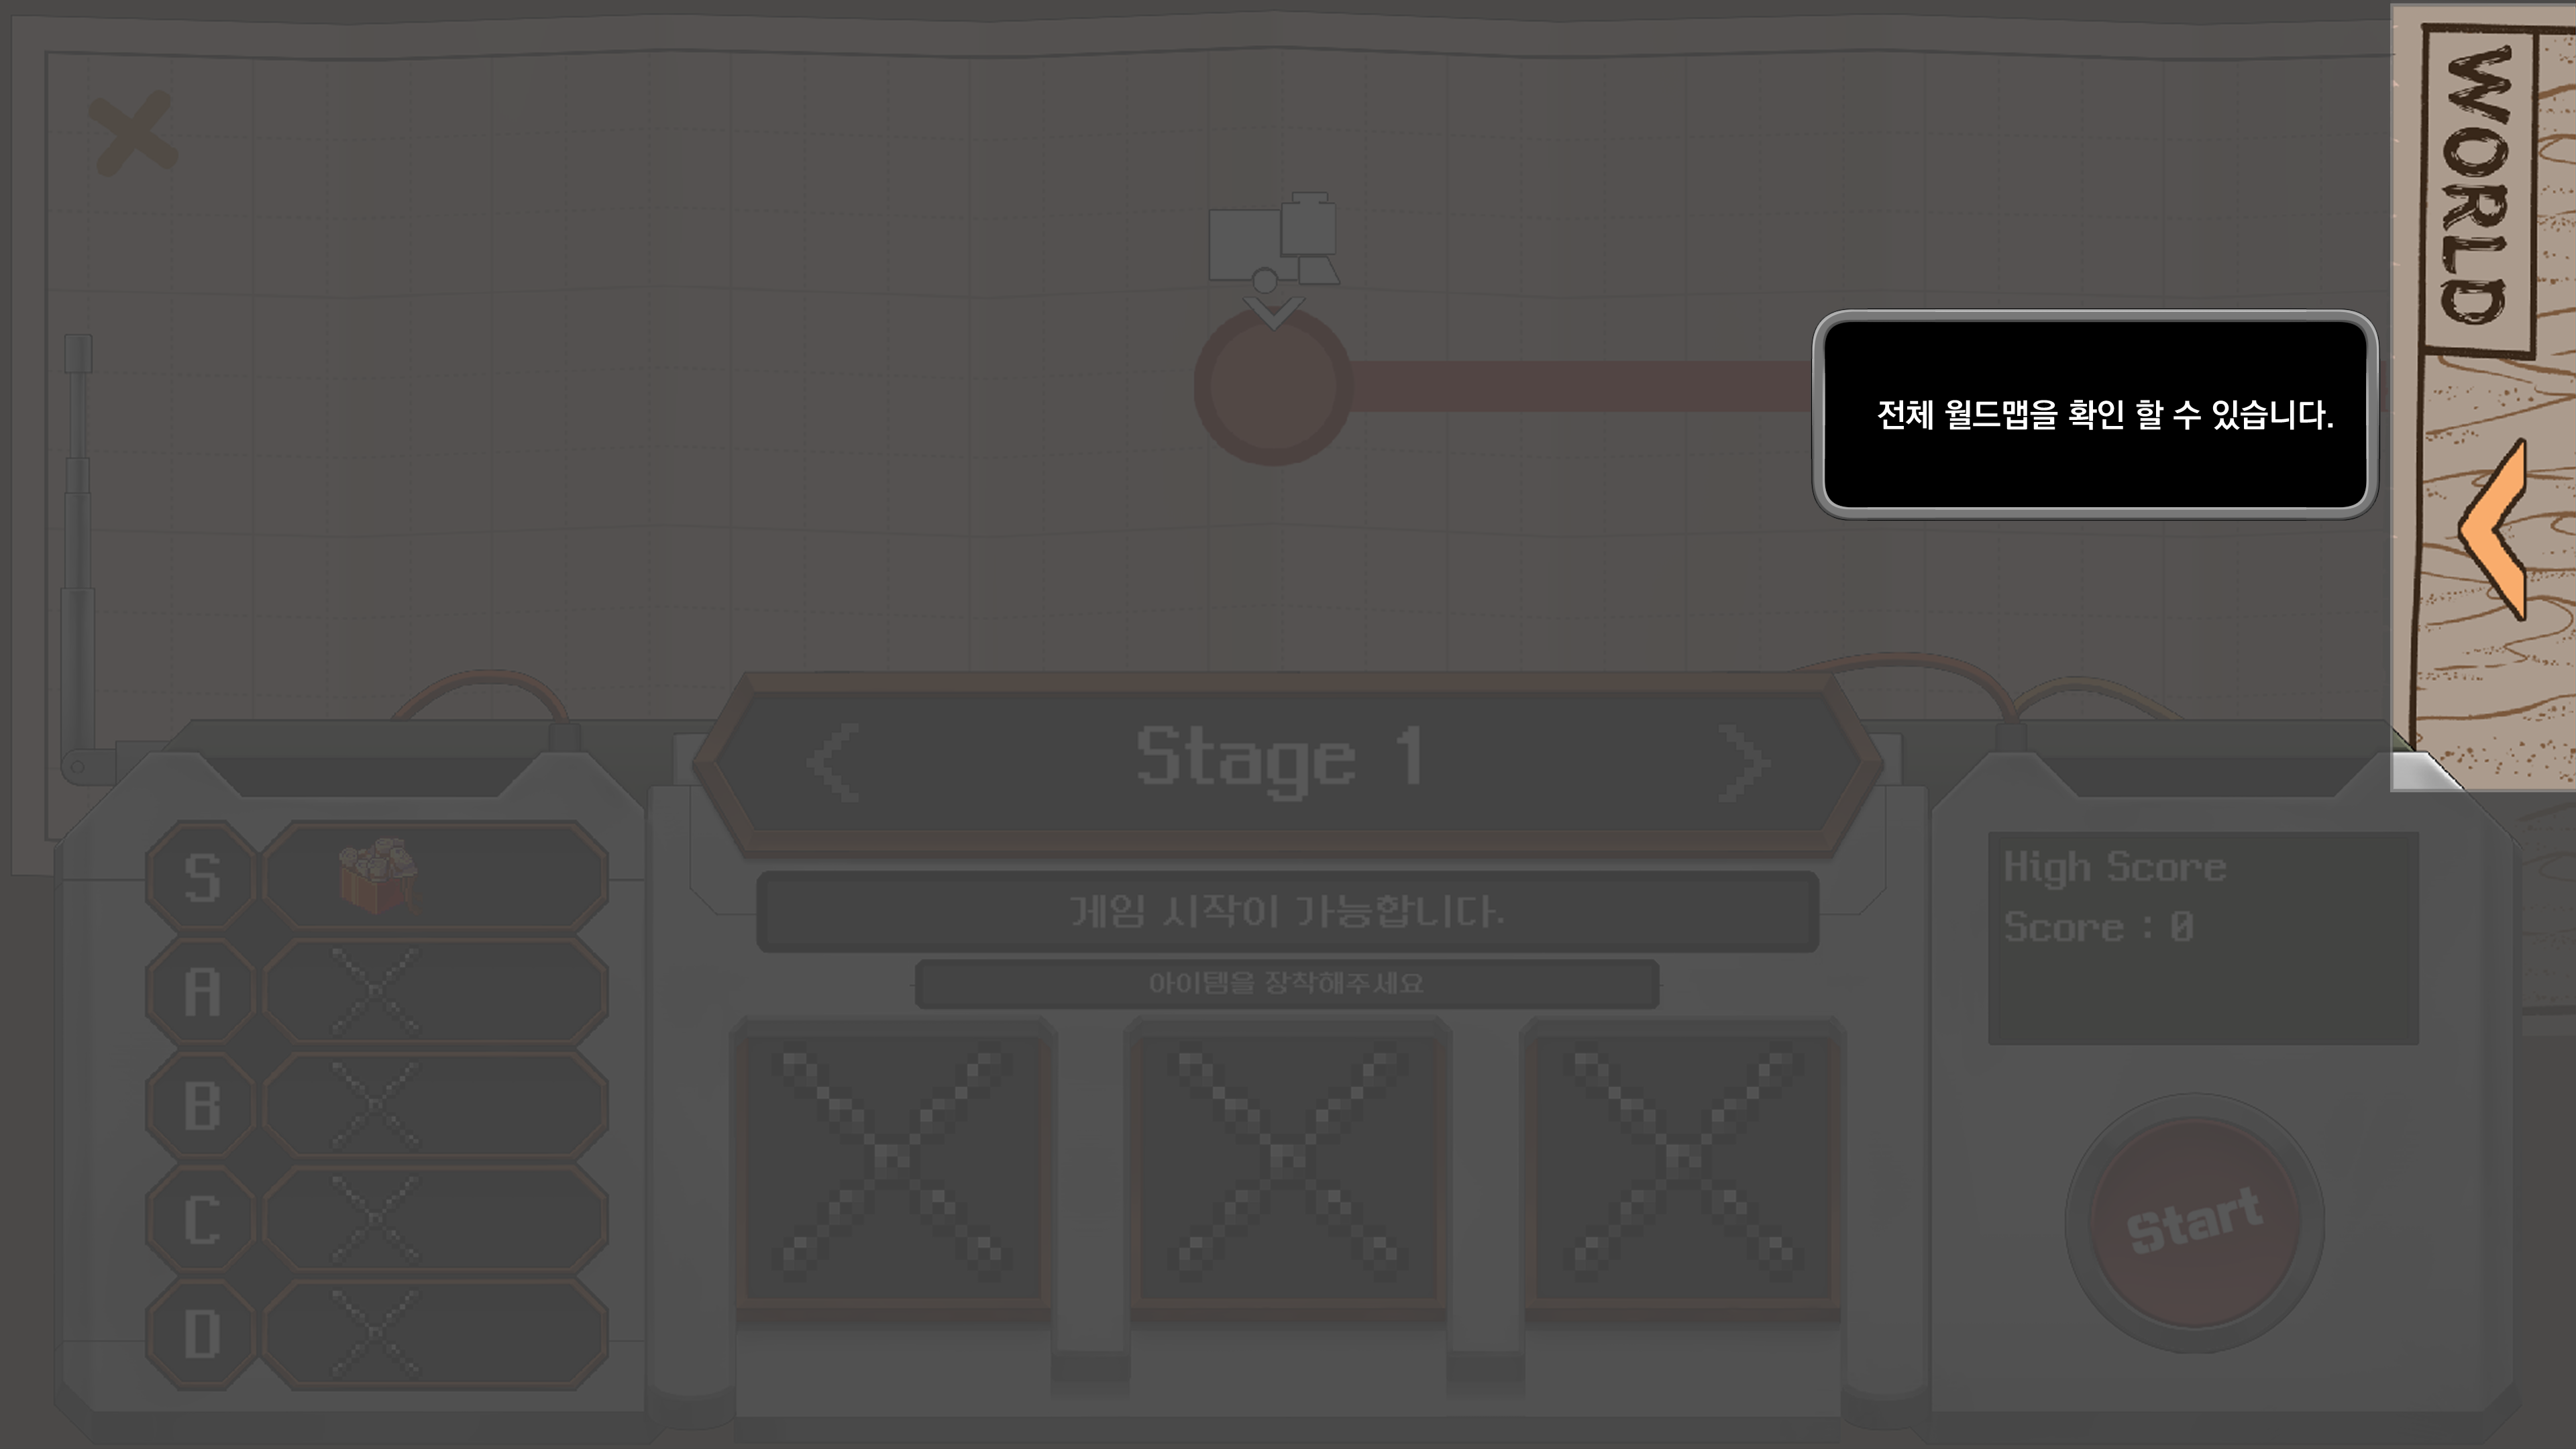 WORLD
전체 월드맵을 확인 할 수 있습니다.
Stage 1
S
A
B
C
D
게임 시작이 가능합니다.
아이템을 장착해주세요
High Score
Score : 0
Start